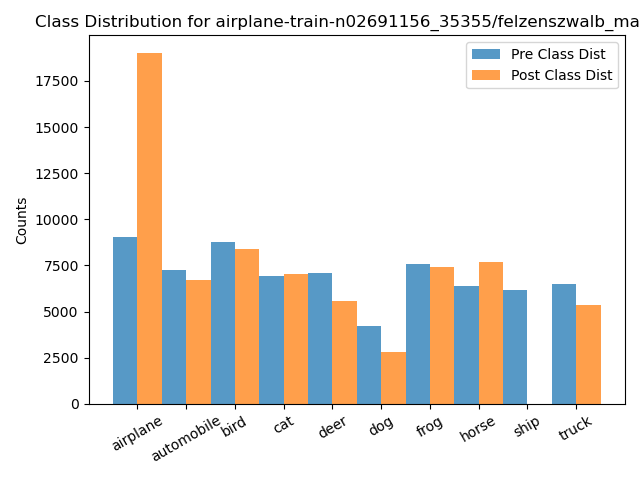 Class Distribution for airplane-train-n02691156_35355/felzenszwalb_ma
Pre Class Dist
Post Class Dist
Counts
17500
15000
12500
10000
7500
5000
2500
0
airplane
automobile
bird
cat
deer
dog
frog
horse
ship
truck